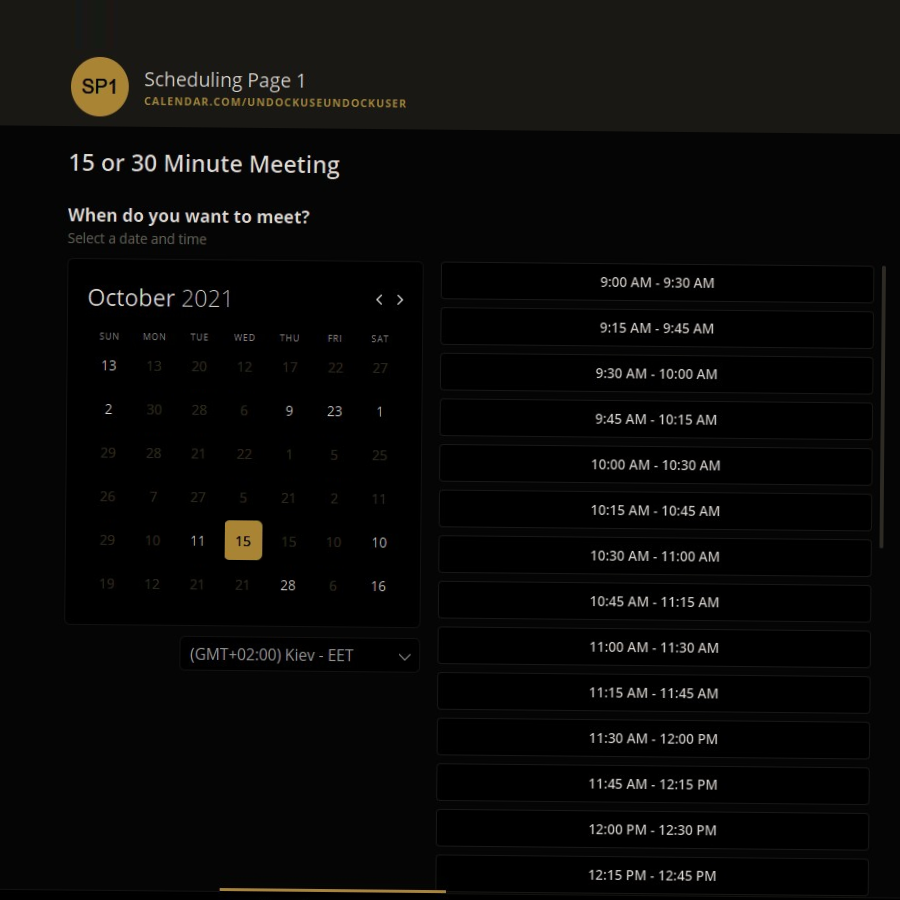 SP1
Scheduling Page 1
CALENDAR.COM/UNDOCKUSEUNDOCKUSER
15 or 30 Minute Meeting
When do you want to meet?
Select a date and time
October 2021
SUN MON TUE WED THU FRI SAT
13 13 20 12 17 22 27
2 30 28 6 9 23 1
29 28 21 22 1 5 25
26 7 27 5 21 2 11
29 10 11 15 15 10 10
19 12 21 21 28 6 16
(GMT+02:00) Kiev - EET
9:00 AM - 9:30 AM
9:15 AM - 9:45 AM
9:30 AM - 10:00 AM
9:45 AM - 10:15 AM
10:00 AM - 10:30 AM
10:15 AM - 10:45 AM
10:30 AM - 11:00 AM
10:45 AM - 11:15 AM
11:00 AM - 11:30 AM
11:15 AM - 11:45 AM
11:30 AM - 12:00 PM
11:45 AM - 12:15 PM
12:00 PM - 12:30 PM
12:15 PM - 12:45 PM